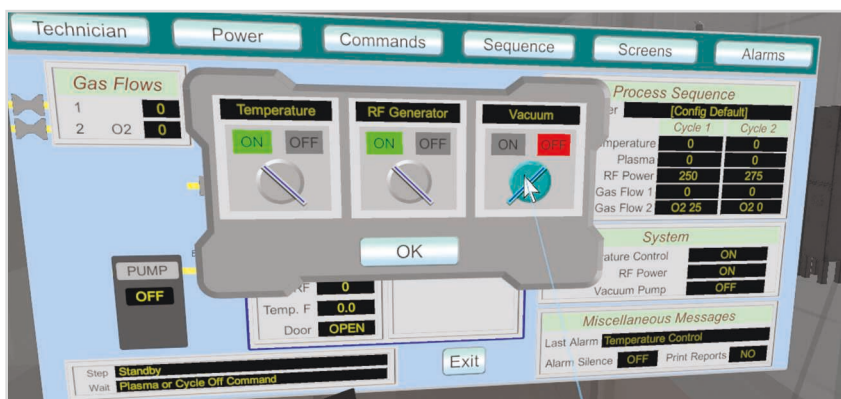 Technician Power Commands Sequence Screens Alarms
Gas Flows
1 0
2 O2 0
Temperature
ON OFF
RF Generator
ON OFF
Vacuum
ON OFF
OK
PUMP
OFF
RF 0
Temp. F 0.0
Door OPEN
Step Standby
Wait Plasma or Cycle Off Command
Exit
Process Sequence
[Config Default]
Cycle 1 Cycle 2
0 0
Plasma 0 0
RF Power 250 275
Gas Flow 1 0 0
Gas Flow 2 O2 25 O2 0
System
Control ON
RF Power ON
Vacuum Pump OFF
Miscellaneous Messages
Last Alarm Temperature Control
Alarm Silence OFF Print Reports NO